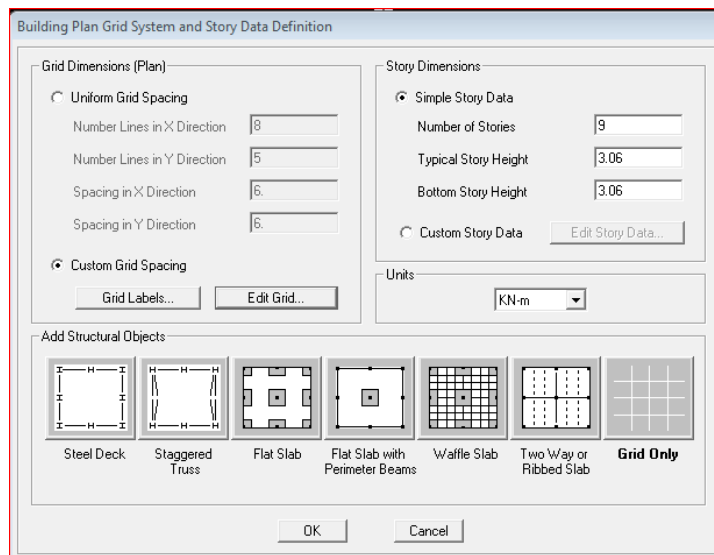 Building Plan Grid System and Story Data Definition
Grid Dimensions (Plan)
Uniform Grid Spacing
Number Lines in X Direction 8
Number Lines in Y Direction 5
Spacing in X Direction 6.
Spacing in Y Direction 6.
Custom Grid Spacing
Grid Labels... Edit Grid...
Story Dimensions
Simple Story Data
Number of Stories 9
Typical Story Height 3.06
Bottom Story Height 3.06
Custom Story Data Edit Story Data...
Units
KN-m
Add Structural Objects
Steel Deck
Staggered
Truss
Flat Slab
Flat Slab with
Perimeter Beams
Waffle Slab
Two Way or
Ribbed Slab
Grid Only
OK Cancel